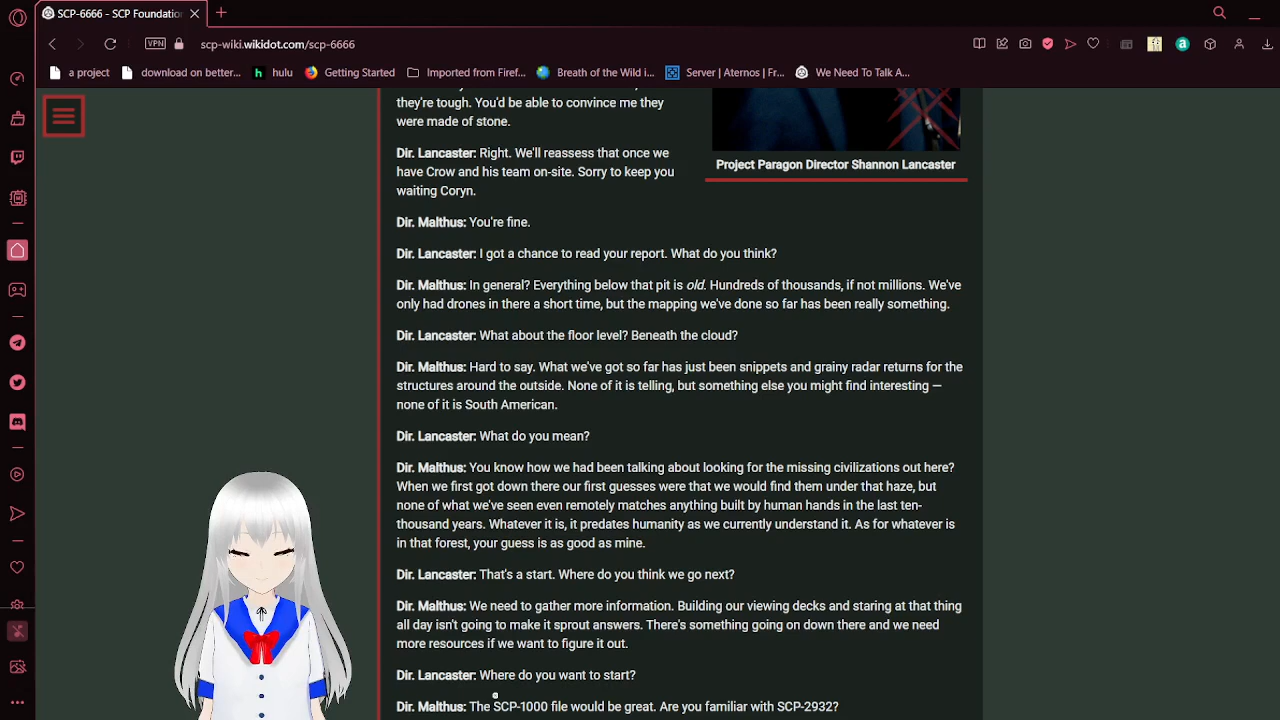 SCP-6666 - SCP Foundation
VPN
scp-wiki.wikidot.com/scp-6666
a project
download on better...
hulu
Getting Started
Imported from Firef...
Breath of the Wild i...
Server | Aternos | Fr...
We Need To Talk A...
they're tough. You'd be able to convince me they
were made of stone.
Project Paragon Director Shannon Lancaster
Dir. Lancaster: Right. We'll reassess that once we
have Crow and his team on-site. Sorry to keep you
waiting Coryn.
Dir. Malthus: You're fine.
Dir. Lancaster: I got a chance to read your report. What do you think?
Dir. Malthus: In general? Everything below that pit is old. Hundreds of thousands, if not millions. We've
only had drones in there a short time, but the mapping we've done so far has been really something.
Dir. Lancaster: What about the floor level? Beneath the cloud?
Dir. Malthus: Hard to say. What we've got so far has just been snippets and grainy radar returns for the
structures around the outside. None of it is telling, but something else you might find interesting —
none of it is South American.
Dir. Lancaster: What do you mean?
Dir. Malthus: You know how we had been talking about looking for the missing civilizations out here?
When we first got down there our first guesses were that we would find them under that haze, but
none of what we've seen even remotely matches anything built by human hands in the last ten-
thousand years. Whatever it is, it predates humanity as we currently understand it. As for whatever is
in that forest, your guess is as good as mine.
Dir. Lancaster: That's a start. Where do you think we go next?
Dir. Malthus: We need to gather more information. Building our viewing decks and staring at that thing
all day isn't going to make it sprout answers. There's something going on down there and we need
more resources if we want to figure it out.
Dir. Lancaster: Where do you want to start?
Dir. Malthus: The SCP-1000 file would be great. Are you familiar with SCP-2932?